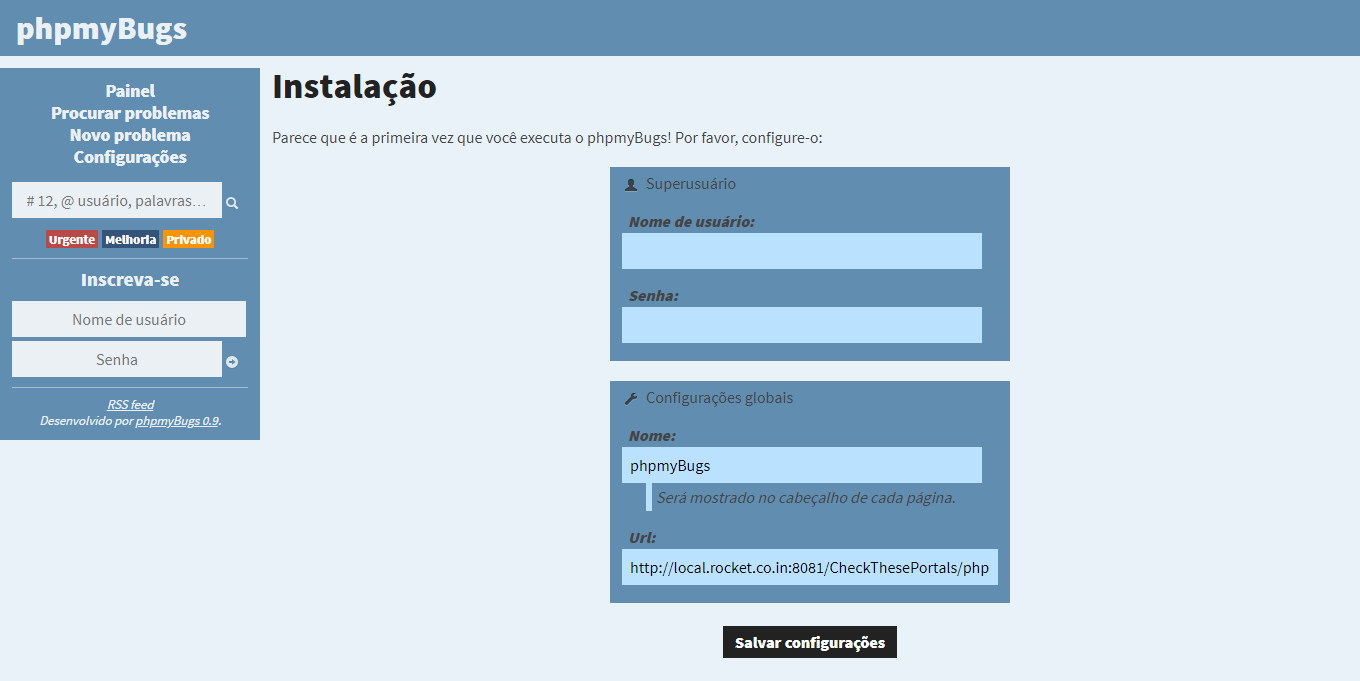 phpmyBugs
Painel
Procurar problemas
Novo problema
Configurações
# 12, @ usuário, palavras…
Urgente Melhoria Privado
Inscreva-se
Nome de usuário
Senha
RSS feed
Desenvolvido por phpmyBugs 0.9.
Instalação
Parece que é a primeira vez que você executa o phpmyBugs! Por favor, configure-o:
Superusuário
Nome de usuário:
Senha:
Configurações globais
Nome:
phpmyBugs
Será mostrado no cabeçalho de cada página.
Url:
http://local.rocket.co.in:8081/CheckThesePortals/php
Salvar configurações